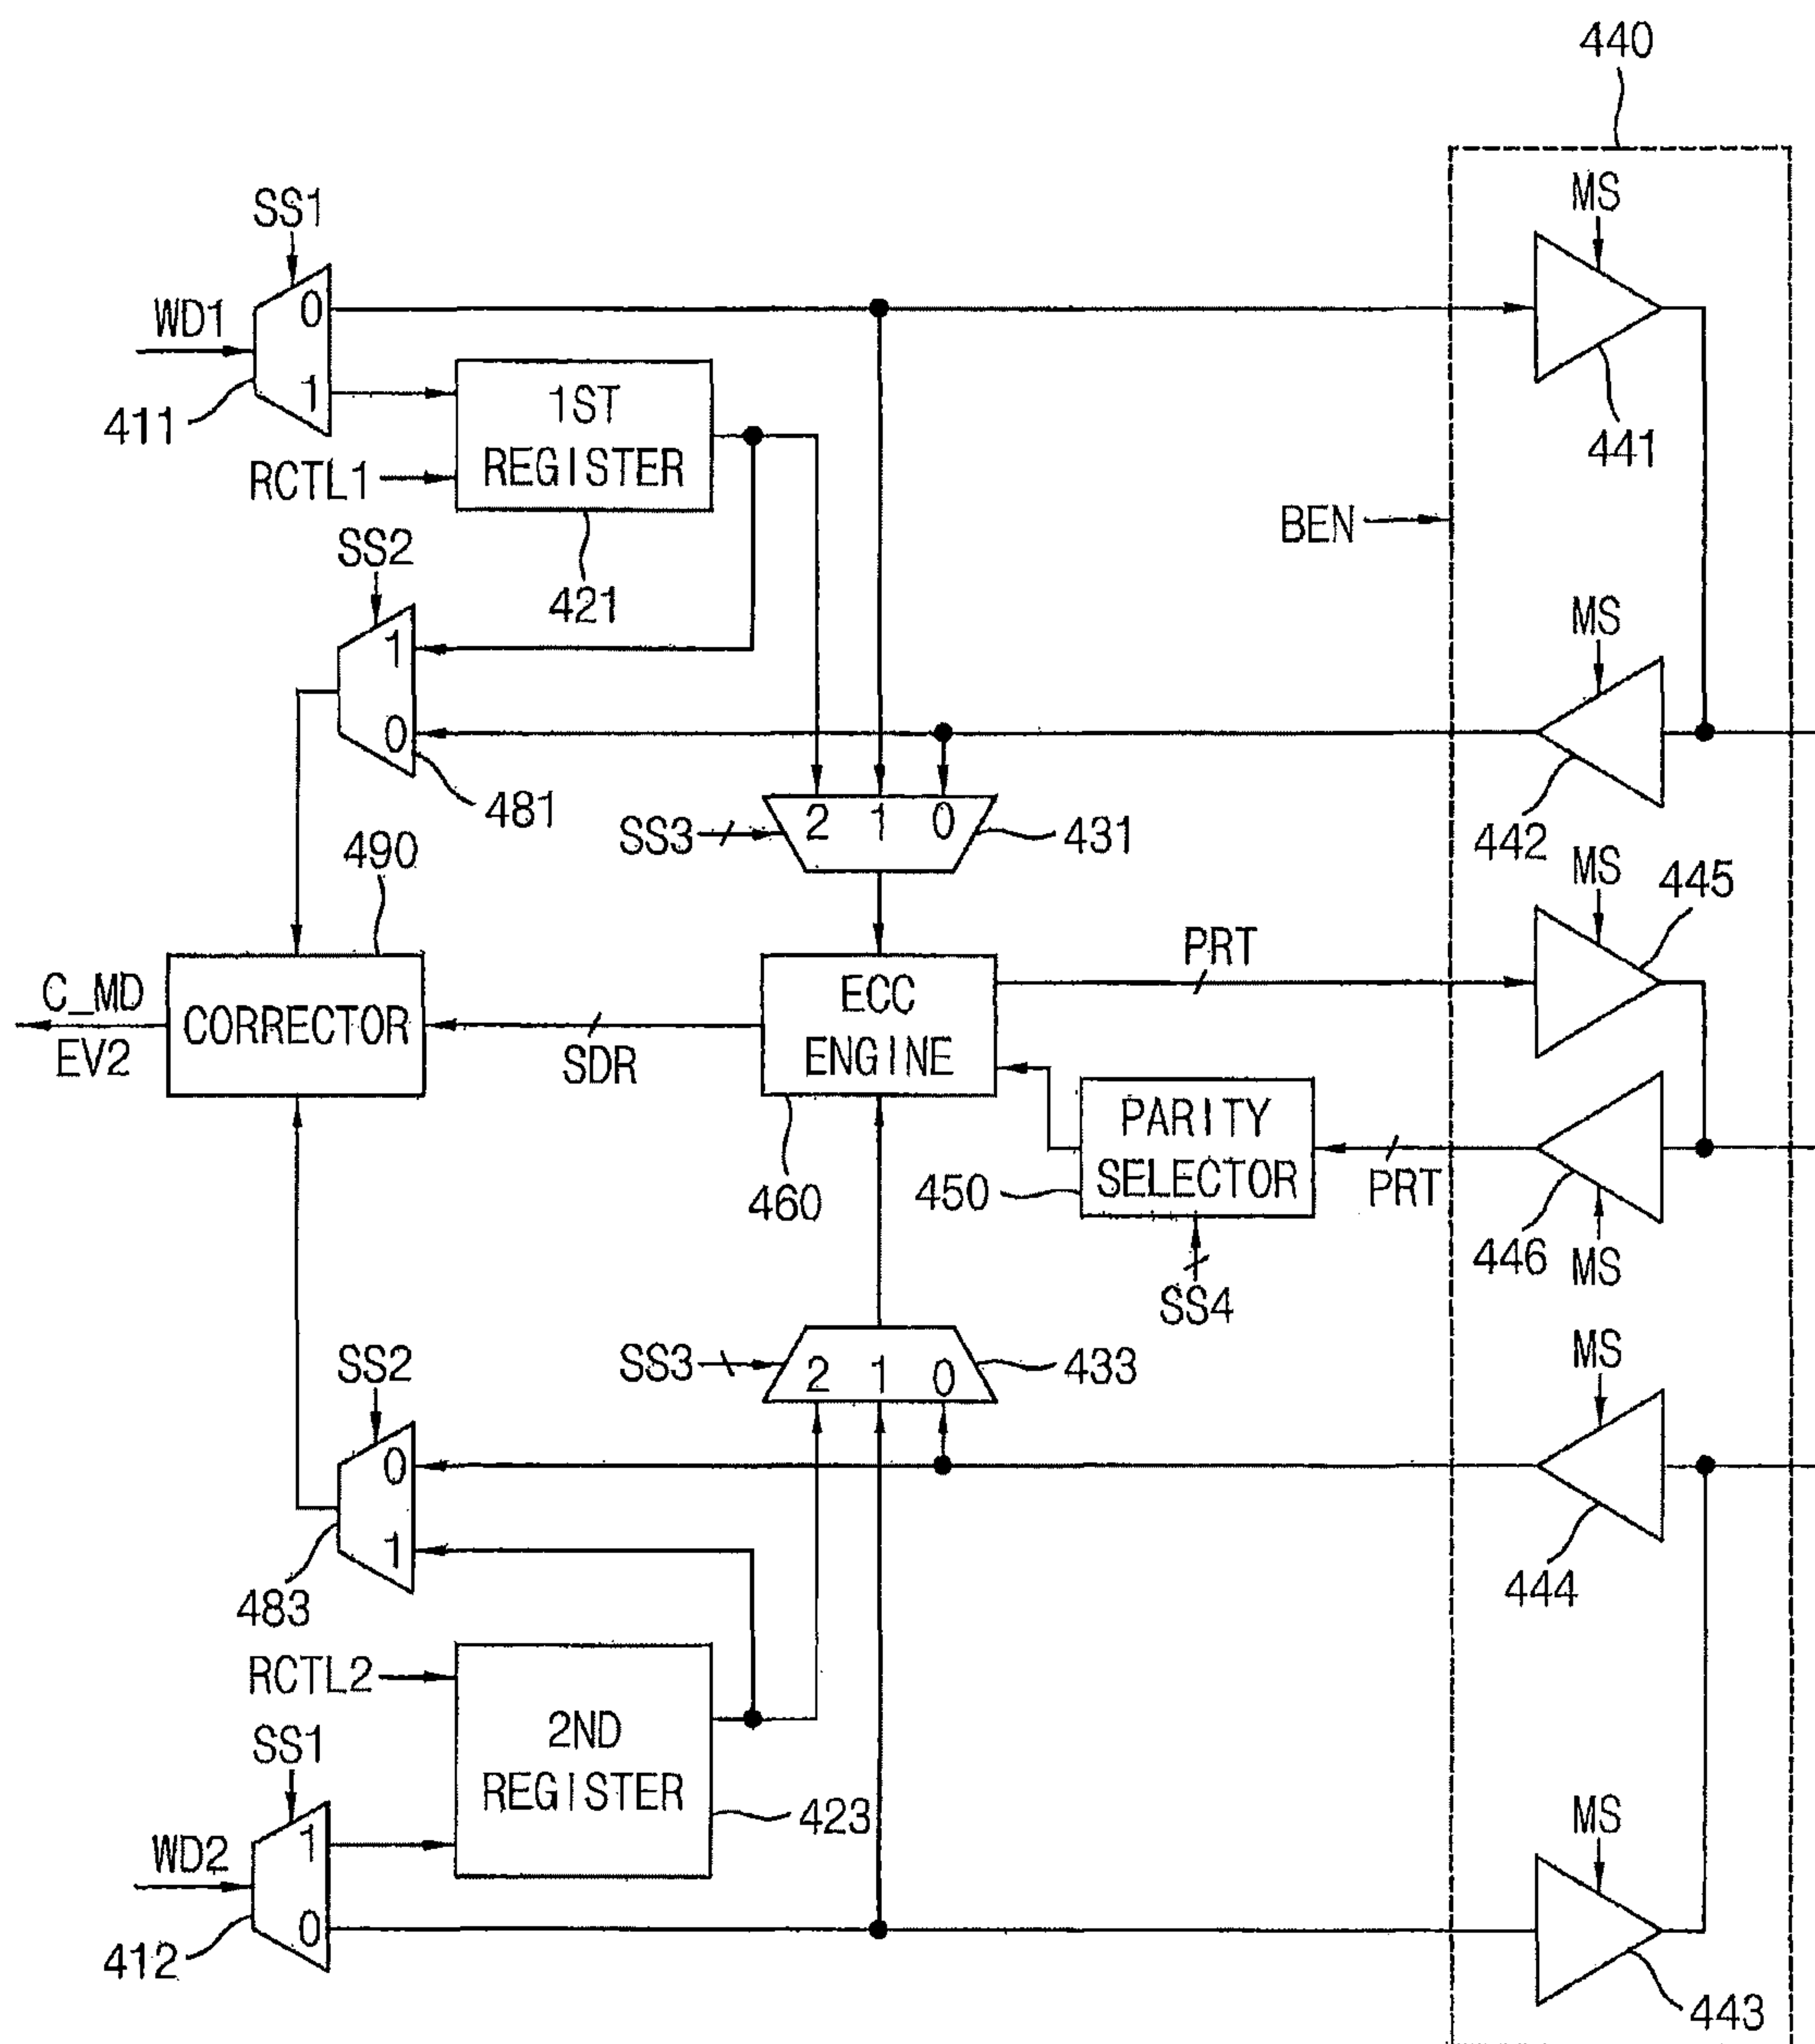 440
MS
SS1
0
WD1
1
411
1ST
REGISTER
RCTL1
441
BEN
SS2
421
MS
1
0
481
2 1 0
SS3
431
442
490
MS
445
C_MD
EV2
CORRECTOR
SDR
ECC
ENGINE
PRT
460
PARITY
SELECTOR
450
PRT
446
MS
SS4
MS
SS3
2 1 0
433
SS2
0
1
483
444
RCTL2
2ND
REGISTER
423
SS1
MS
1
WD2
0
412
443